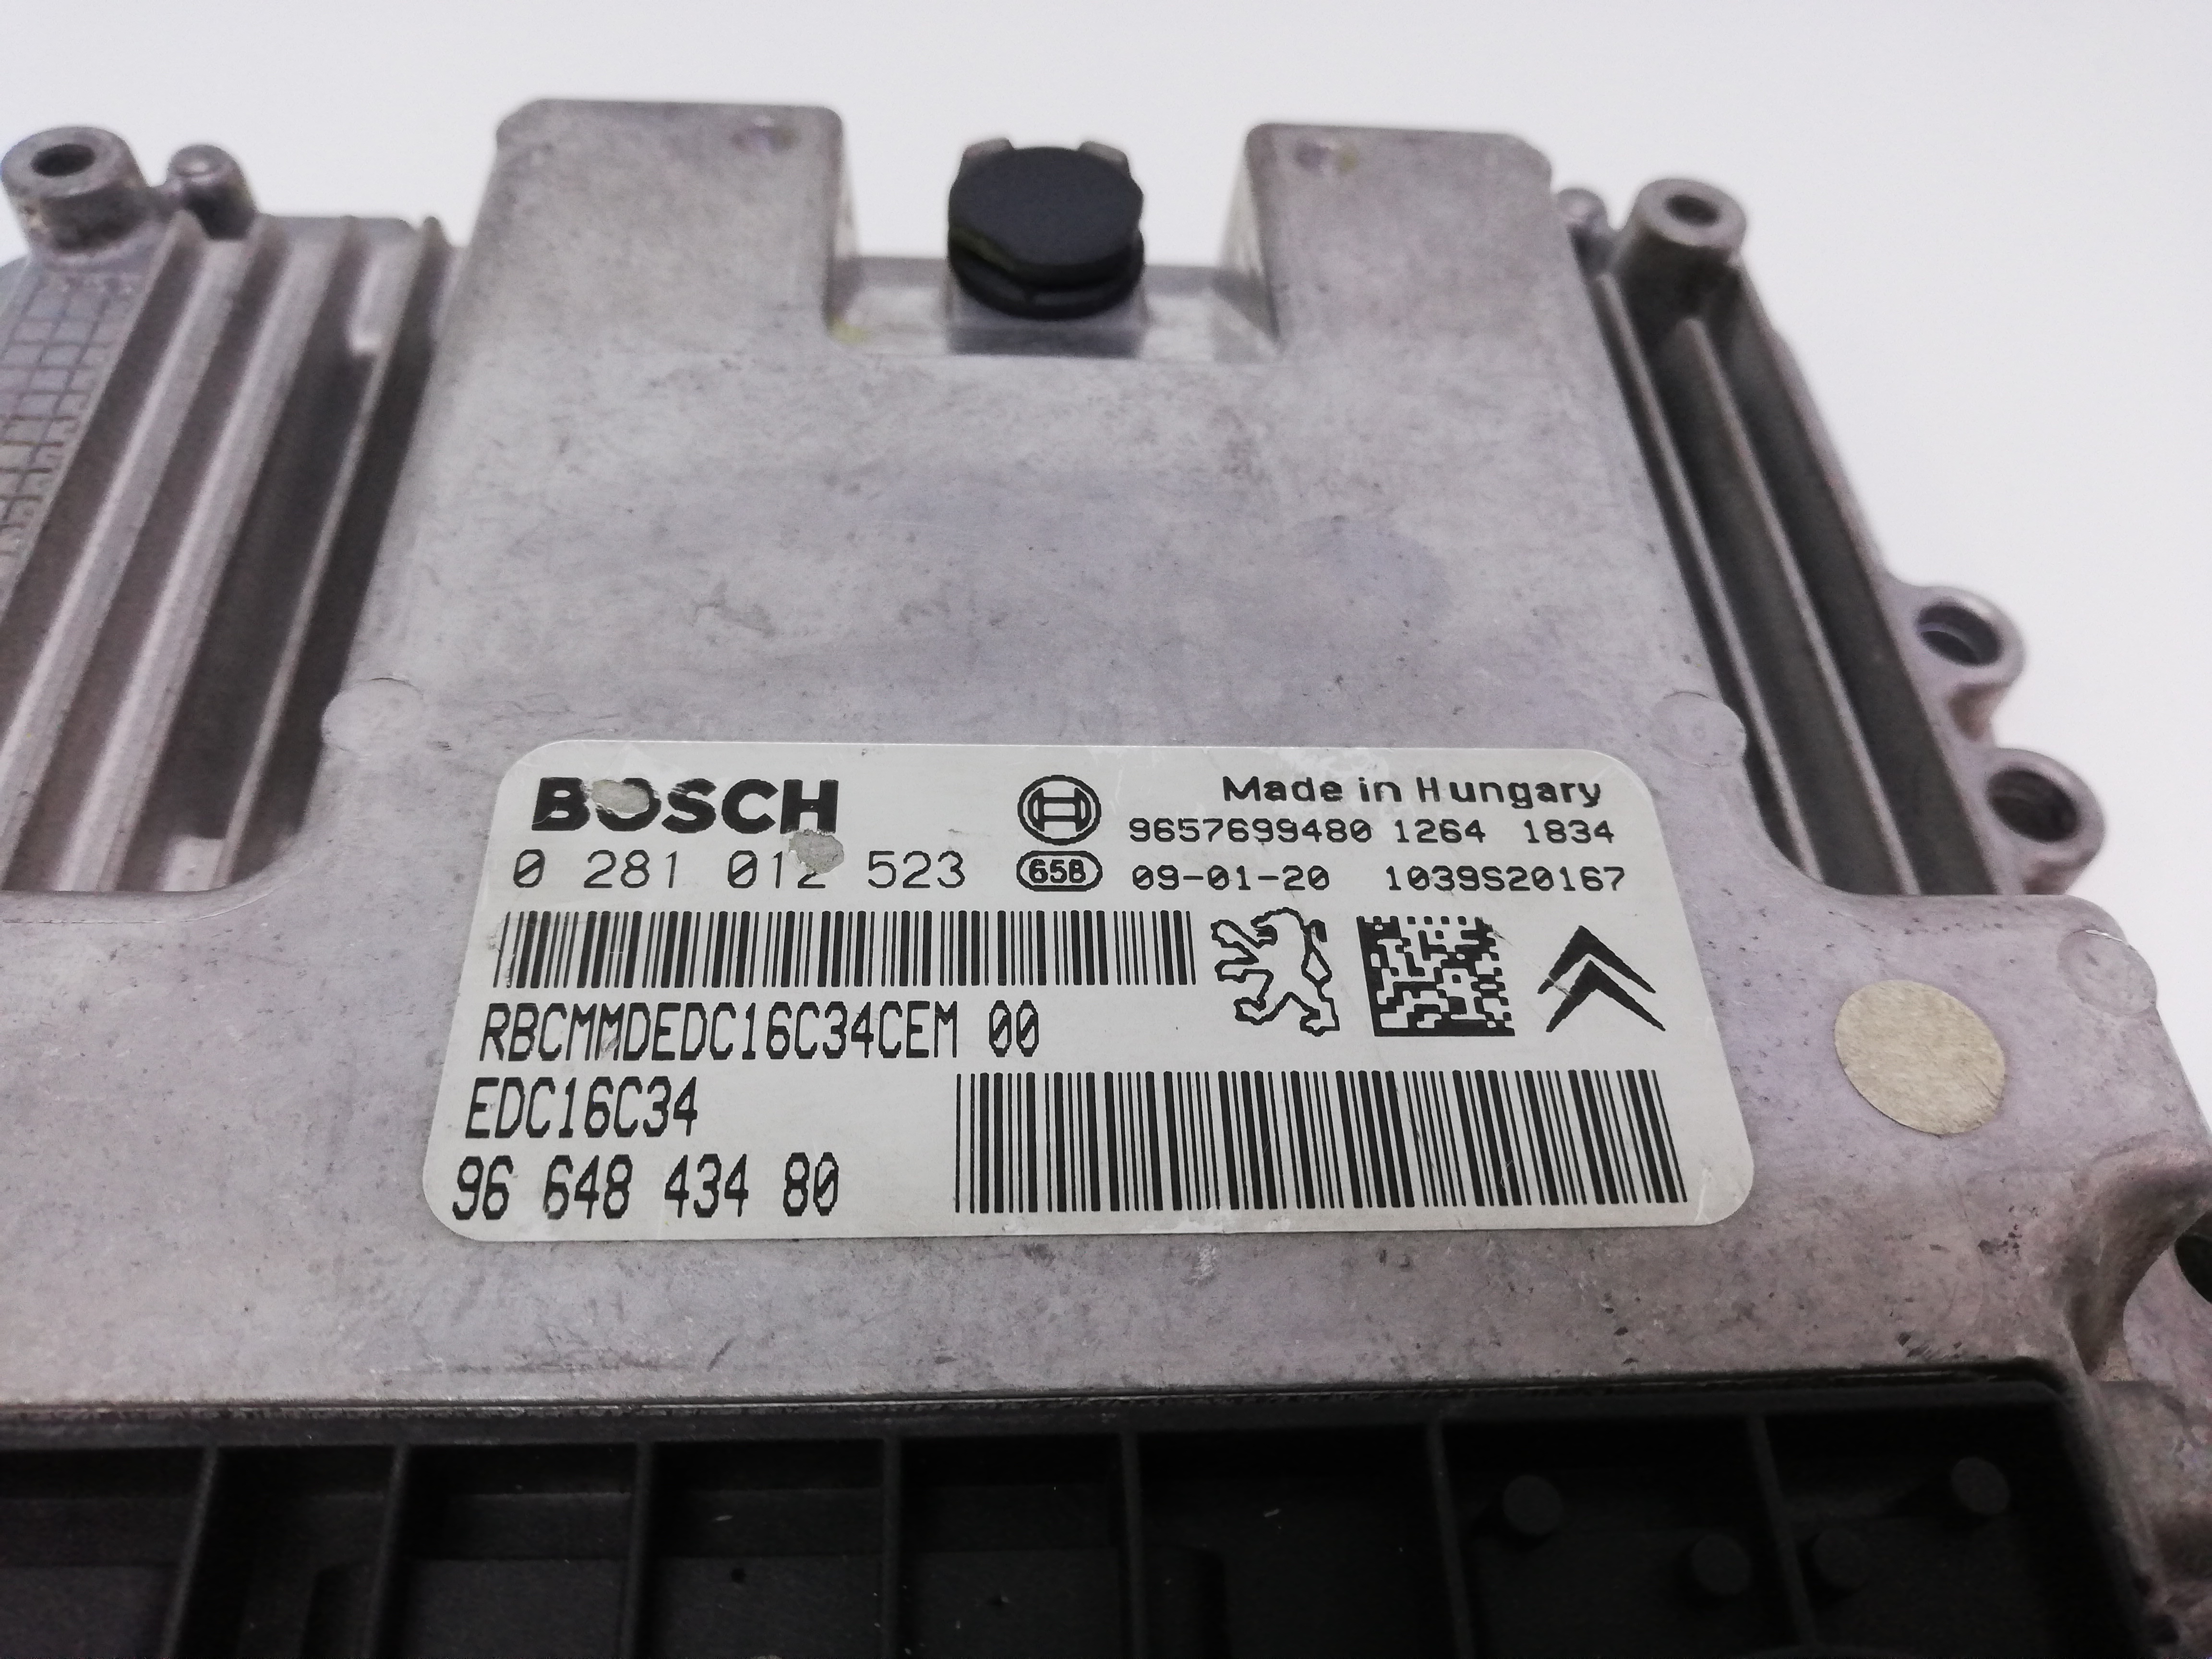 BOSCH
Made in Hungary
9657699480 1264 1834
0 281 012 523
65B
09-01-20 1039S20167
RBCMMDEDC16C34CEM 00
EDC16C34
96 648 434 80